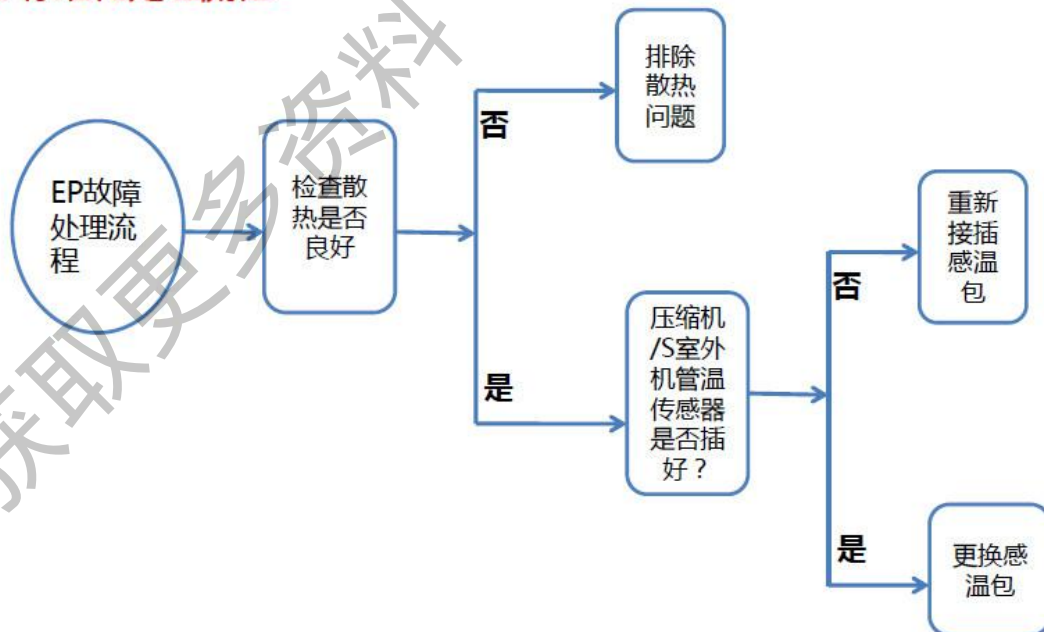 EP故障
处理流
程
检查散
热是否
良好
否
排除
散热
问题
是
压缩机
/S室外
机管温
传感器
是否插
好？
否
重新
接插
感温
包
是
更换感
温包
获取更多资料